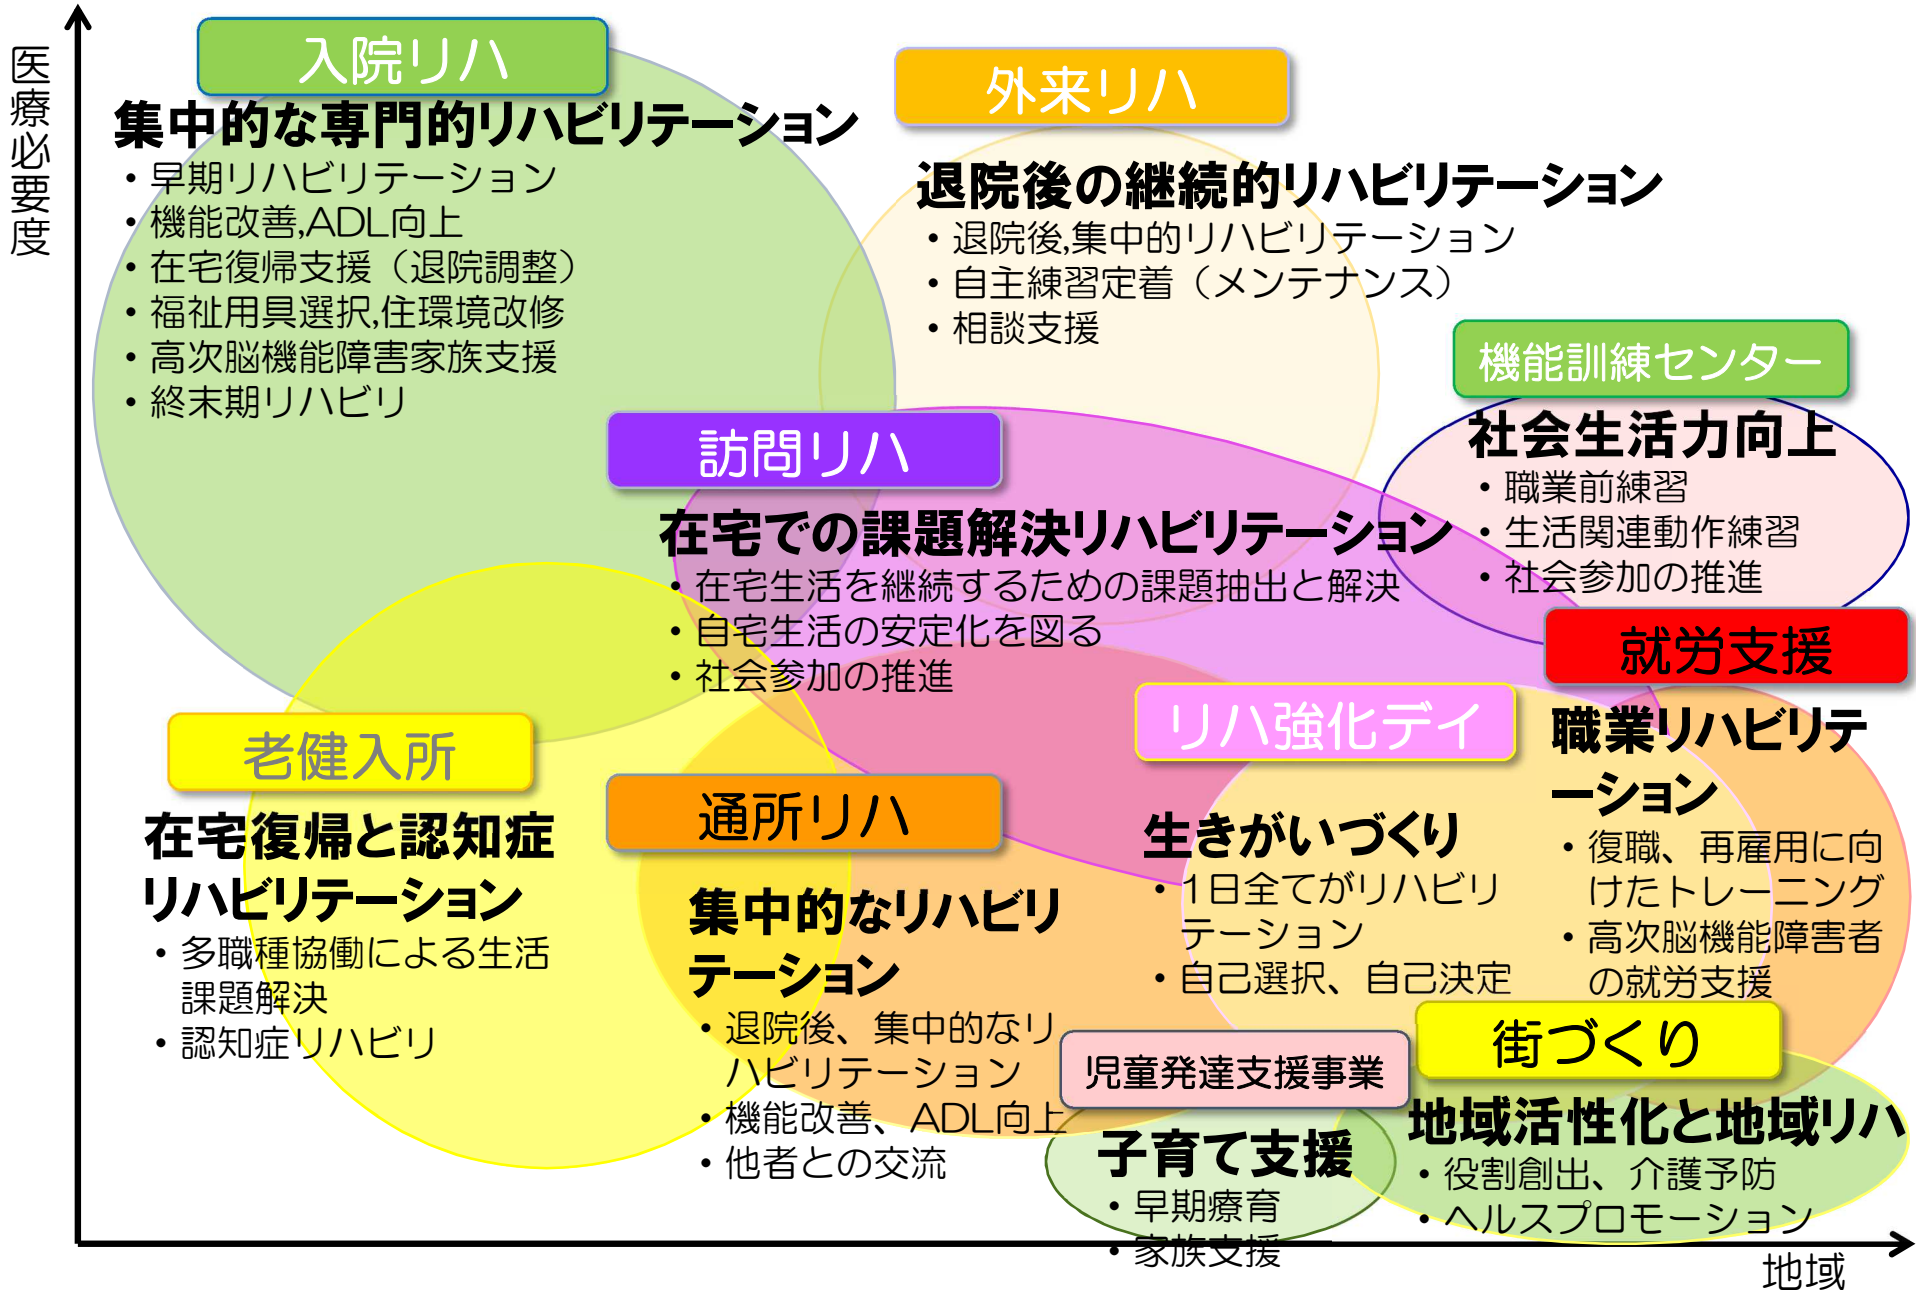 医療必要度
入院リハ
集中的な専門的リハビリテーション
・早期リハビリテーション
・機能改善,ADL向上
・在宅復帰支援（退院調整）
・福祉用具選択,住環境改修
・高次脳機能障害家族支援
・終末期リハビリ
外来リハ
退院後の継続的リハビリテーション
・退院後,集中的リハビリテーション
・自主練習定着（メンテナンス）
・相談支援
機能訓練センター
社会生活力向上
・職業前練習
・生活関連動作練習
・社会参加の推進
訪問リハ
在宅での課題解決リハビリテーション
・在宅生活を継続するための課題抽出と解決
・自宅生活の安定化を図る
・社会参加の推進
就労支援
職業リハビリテ
ーション
・復職、再雇用に向
けたトレーニング
・高次脳機能障害者
の就労支援
リハ強化デイ
生きがいづくり
・1日全てがリハビリ
テーション
・自己選択、自己決定
老健入所
在宅復帰と認知症
リハビリテーション
・多職種協働による生活
課題解決
・認知症リハビリ
通所リハ
集中的なリハビリ
テーション
・退院後、集中的なリ
ハビリテーション
・機能改善、ADL向上
・他者との交流
児童発達支援事業
子育て支援
・早期療育
・家族支援
街づくり
地域活性化と地域リハ
・役割創出、介護予防
・ヘルスプロモーション
地域